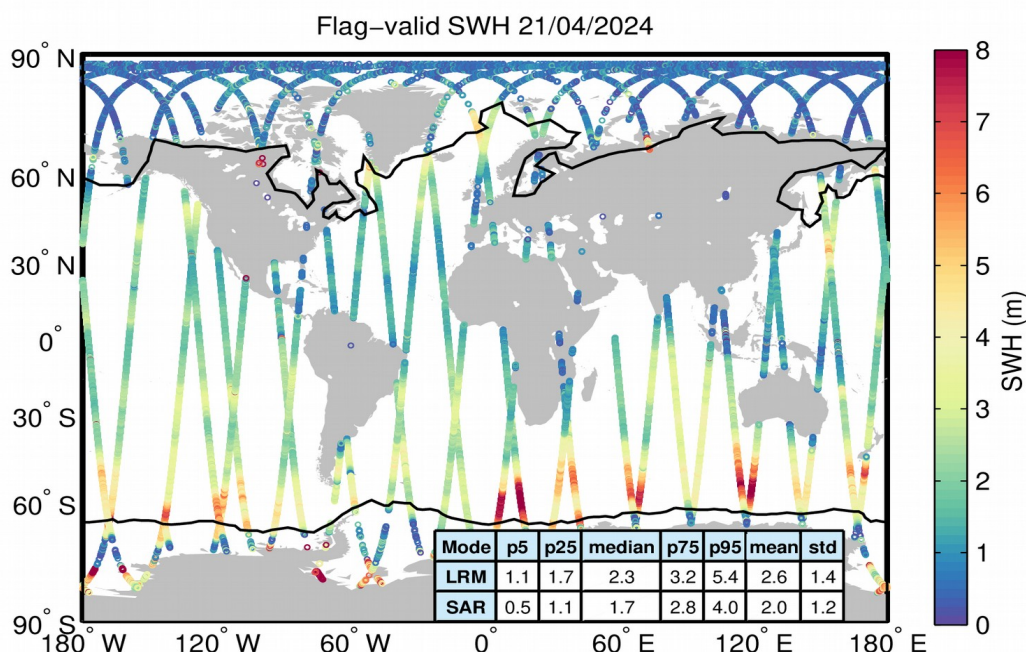 Flag–valid SWH 21/04/2024
90° N
60° N
30° N
0°
30° S
60° S
90° S
180° W
120° W
60° W
0°
60° E
120° E
180° E
Mode p5 p25 median p75 p95 mean std
LRM 1.1 1.7 2.3 3.2 5.4 2.6 1.4
SAR 0.5 1.1 1.7 2.8 4.0 2.0 1.2
8
7
6
5
4
3
2
1
0
SWH (m)